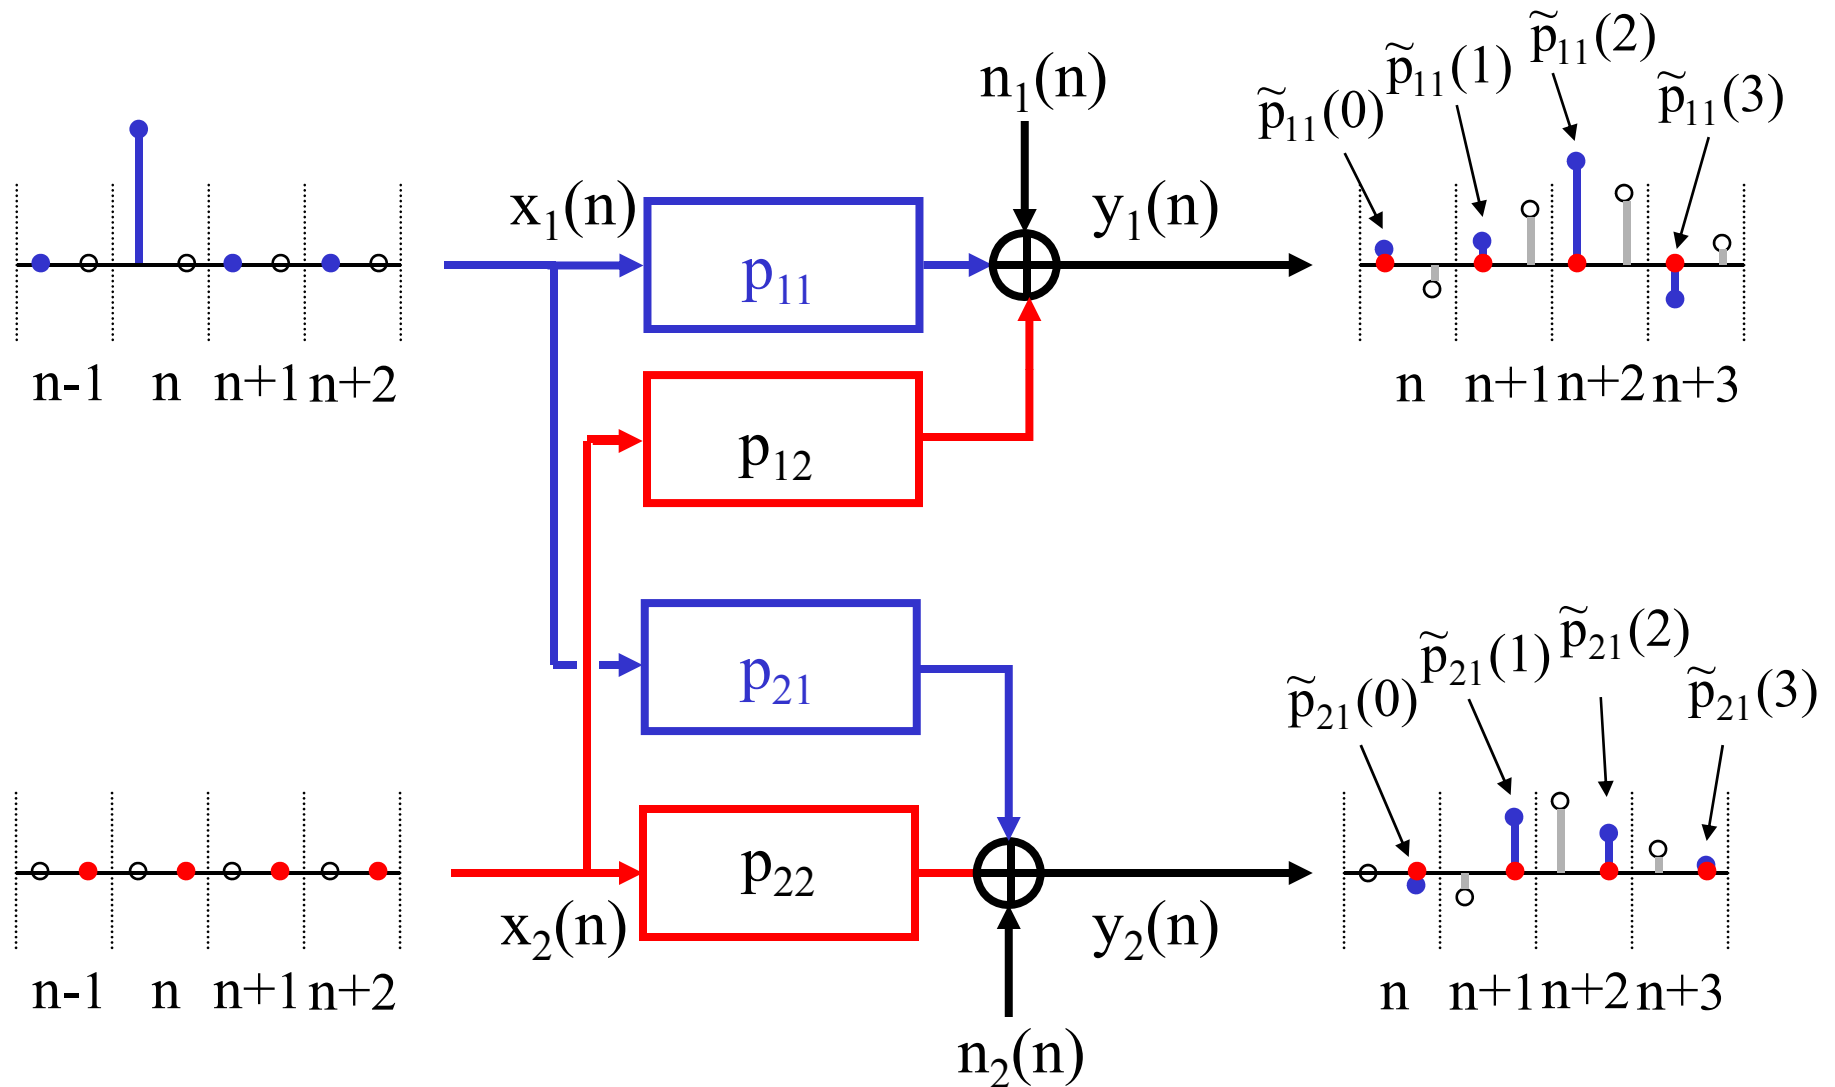 p̃₁₁(2)
n₁(n)
p̃₁₁(1)
p̃₁₁(3)
p̃₁₁(0)
x₁(n)
y₁(n)
p₁₁
n-1 n n+1 n+2
n n+1 n+2 n+3
p₁₂
p̃₂₁(2)
p̃₂₁(1)
p₂₁
p̃₂₁(0)
p̃₂₁(3)
p₂₂
x₂(n)
y₂(n)
n-1 n n+1 n+2
n n+1 n+2 n+3
n₂(n)